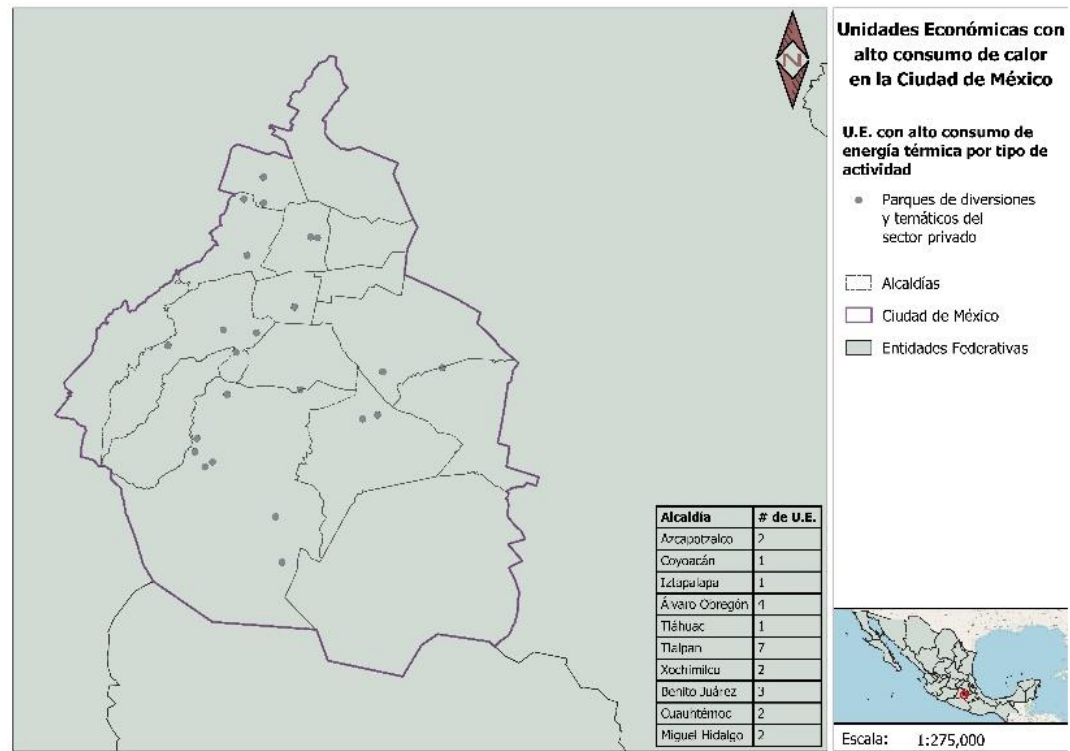 N
Unidades Económicas con
alto consumo de calor
en la Ciudad de México
U.E. con alto consumo de
energía térmica por tipo de
actividad
Parques de diversiones
y temáticos del
sector privado
Alcaldías
Ciudad de México
Entidades Federativas
Alcaldía # de U.E.
Azcapotzalco 2
Coyoacán 1
Iztapalapa 1
Álvaro Obregón 4
Tláhuac 1
Tlalpan 7
Xochimilcu 2
Benito Juárez 3
Cuauhtémoc 2
Miguel Hidalgo 2
Escala: 1:275,000